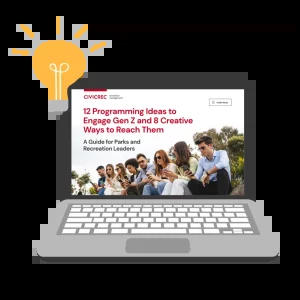 CIVICREC
12 Programming Ideas to
Engage Gen Z and 8 Creative
Ways to Reach Them
A Guide for Parks and
Recreation Leaders